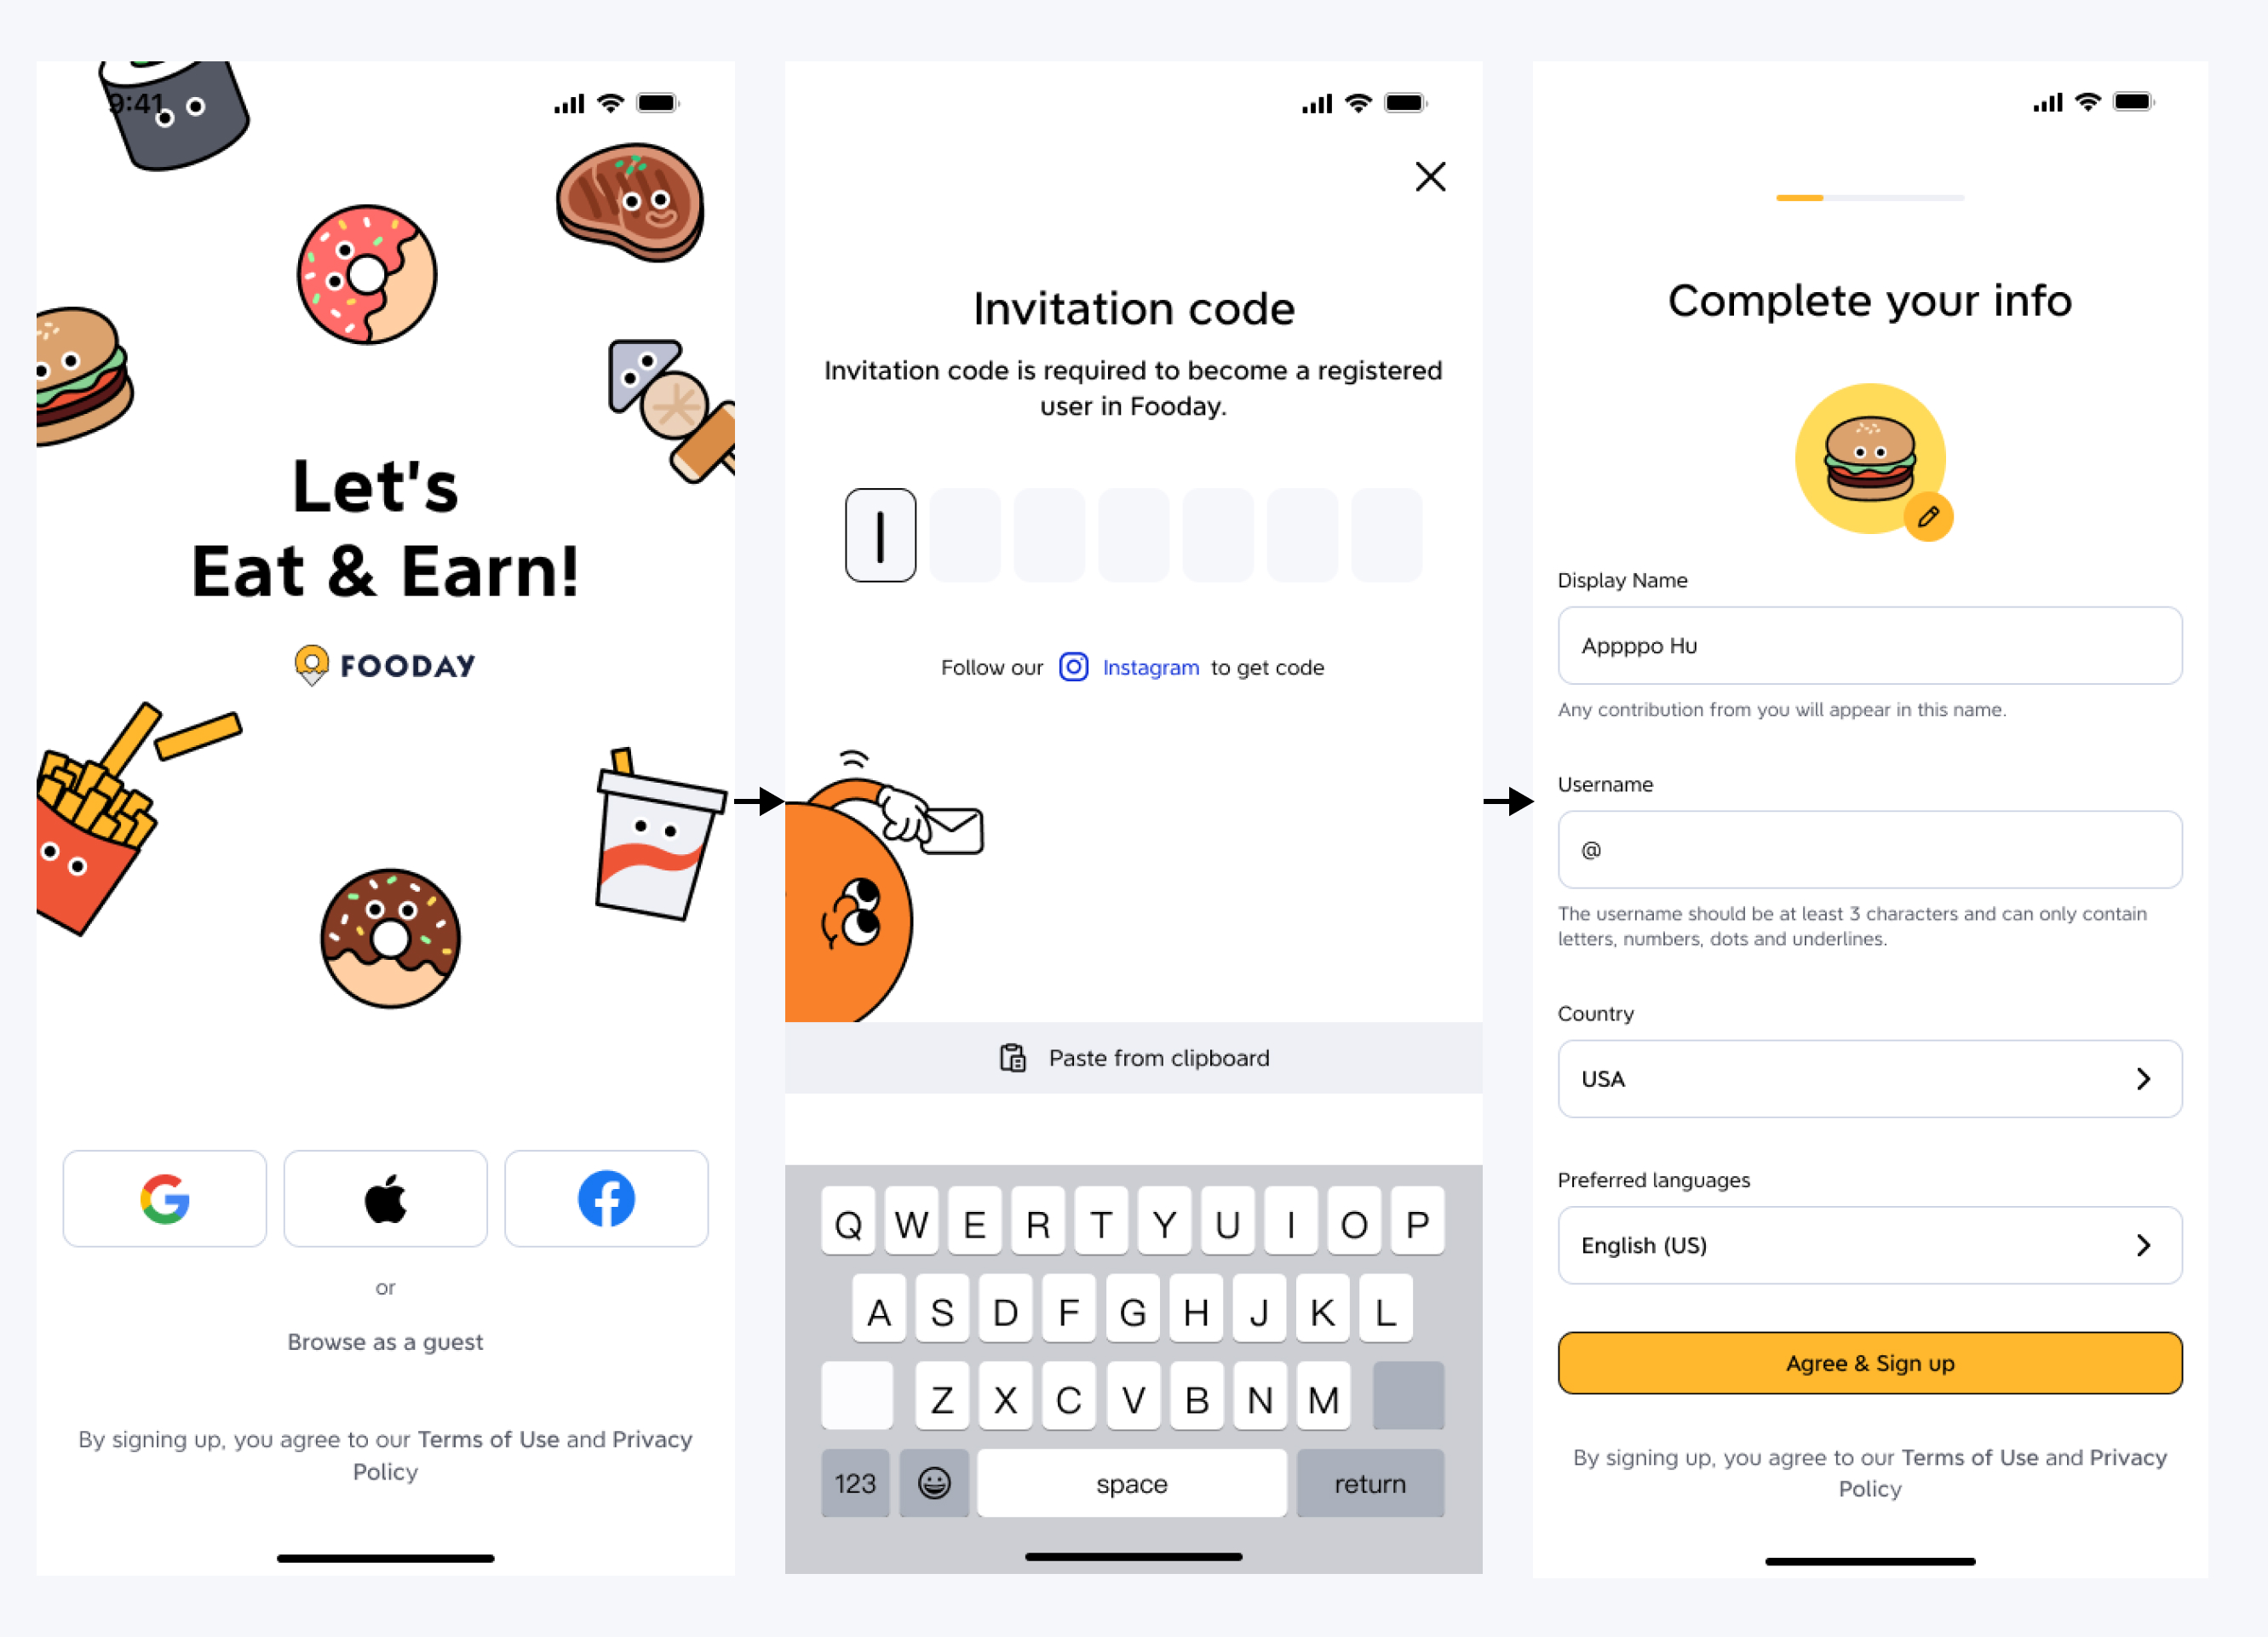 9:41
Let's
Eat & Earn!
FOODAY
or
Browse as a guest
By signing up, you agree to our Terms of Use and Privacy
Policy
Invitation code
Invitation code is required to become a registered
user in Fooday.
Follow our Instagram to get code
Paste from clipboard
Q W E R T Y U I O P
A S D F G H J K L
Z X C V B N M
123 space return
Complete your info
Display Name
Appppo Hu
Any contribution from you will appear in this name.
Username
@
The username should be at least 3 characters and can only contain
letters, numbers, dots and underlines.
Country
USA
Preferred languages
English (US)
Agree & Sign up
By signing up, you agree to our Terms of Use and Privacy
Policy